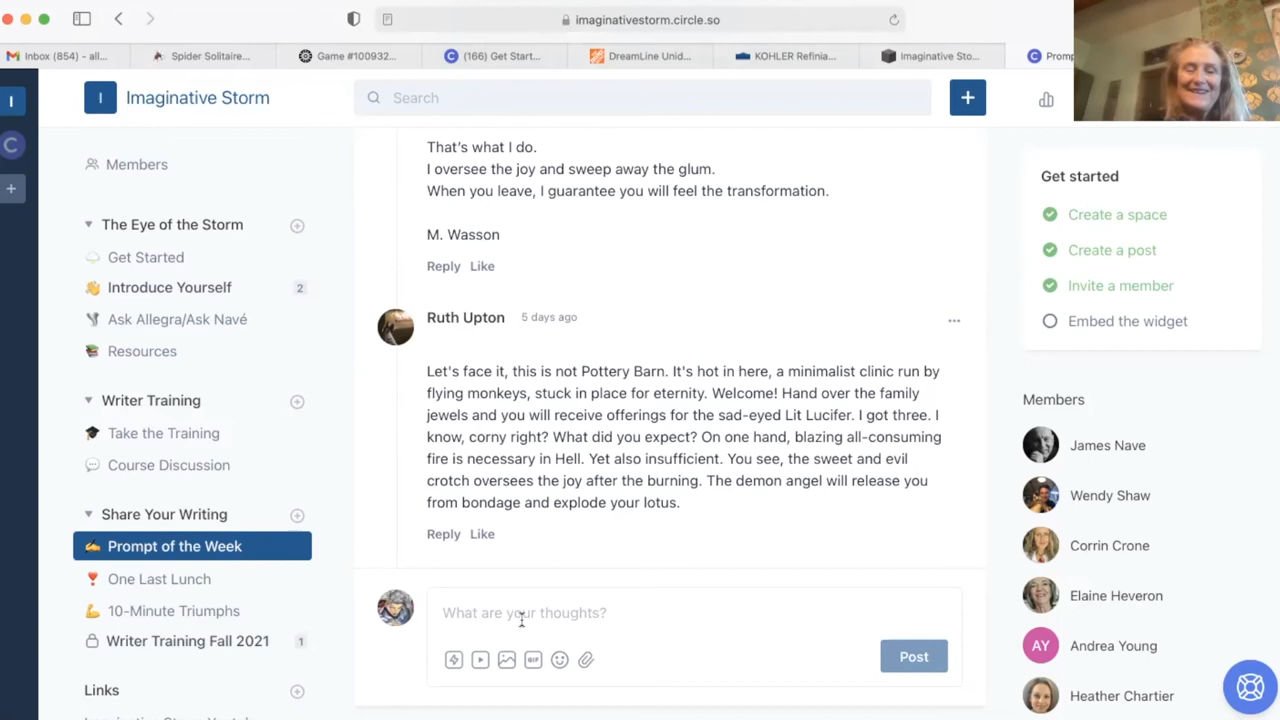 imaginativestorm.circle.so
Inbox (854) - all...
Spider Solitaire...
Game #100932...
(166) Get Start...
DreamLine Unid...
KOHLER Refinia...
Imaginative Sto...
Promp
I
Imaginative Storm
Search
+
I
C
+
Members
The Eye of the Storm
Get Started
Introduce Yourself
2
Ask Allegra/Ask Navé
Resources
Writer Training
Take the Training
Course Discussion
Share Your Writing
Prompt of the Week
One Last Lunch
10-Minute Triumphs
Writer Training Fall 2021
1
Links
That's what I do.
I oversee the joy and sweep away the glum.
When you leave, I guarantee you will feel the transformation.
M. Wasson
Reply Like
Ruth Upton 5 days ago
Let's face it, this is not Pottery Barn. It's hot in here, a minimalist clinic run by
flying monkeys, stuck in place for eternity. Welcome! Hand over the family
jewels and you will receive offerings for the sad-eyed Lit Lucifer. I got three. I
know, corny right? What did you expect? On one hand, blazing all-consuming
fire is necessary in Hell. Yet also insufficient. You see, the sweet and evil
crotch oversees the joy after the burning. The demon angel will release you
from bondage and explode your lotus.
Reply Like
What are your thoughts?
GIF
Post
Get started
Create a space
Create a post
Invite a member
Embed the widget
Members
James Nave
Wendy Shaw
Corrin Crone
Elaine Heveron
AY
Andrea Young
Heather Chartier